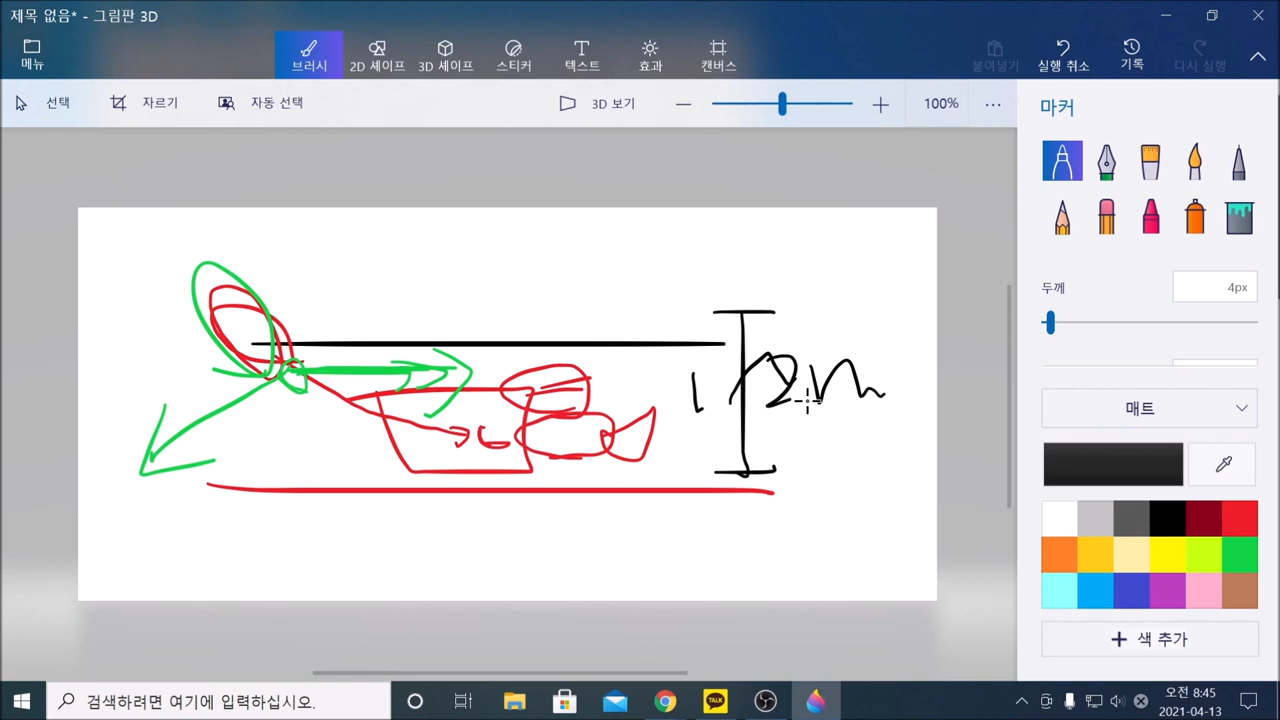 제목 없음* - 그림판 3D
메뉴
브러시
2D 셰이프
3D 셰이프
스티커
텍스트
효과
캔버스
붙여넣기
실행 취소
기록
다시 실행
선택
자르기
자동 선택
3D 보기
100%
마커
두께
4px
매트
색 추가
2m
검색하려면 여기에 입력하십시오.
TALK
오전 8:45
2021-04-13